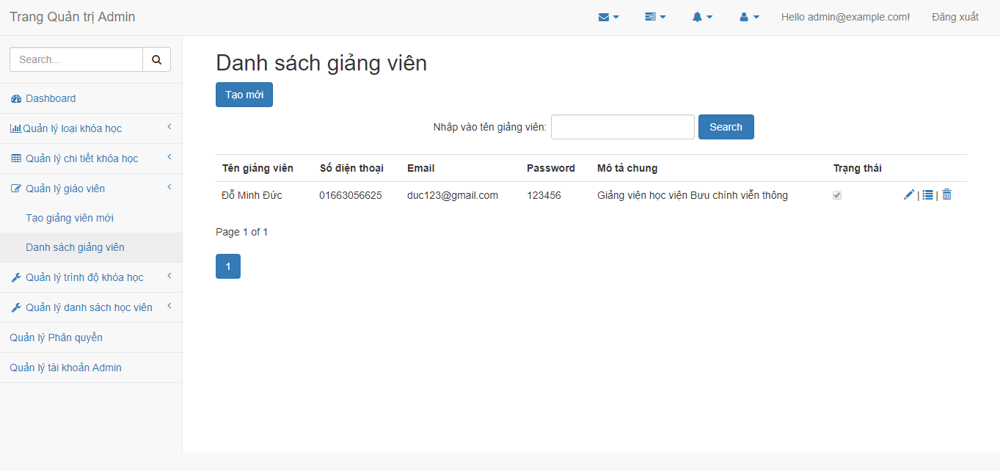 Trang Quản trị Admin
Hello admin@example.com!
Đăng xuất
Search...
Dashboard
Quản lý loại khóa học
Quản lý chi tiết khóa học
Quản lý giáo viên
Tạo giảng viên mới
Danh sách giảng viên
Quản lý trình độ khóa học
Quản lý danh sách học viên
Quản lý Phân quyền
Quản lý tài khoản Admin
Danh sách giảng viên
Tạo mới
Nhập vào tên giảng viên: Search
Tên giảng viên Số điện thoại Email Password Mô tả chung Trạng thái
Đỗ Minh Đức 01663056625 duc123@gmail.com 123456 Giảng viện học viện Bưu chính viễn thông | |
Page 1 of 1
1